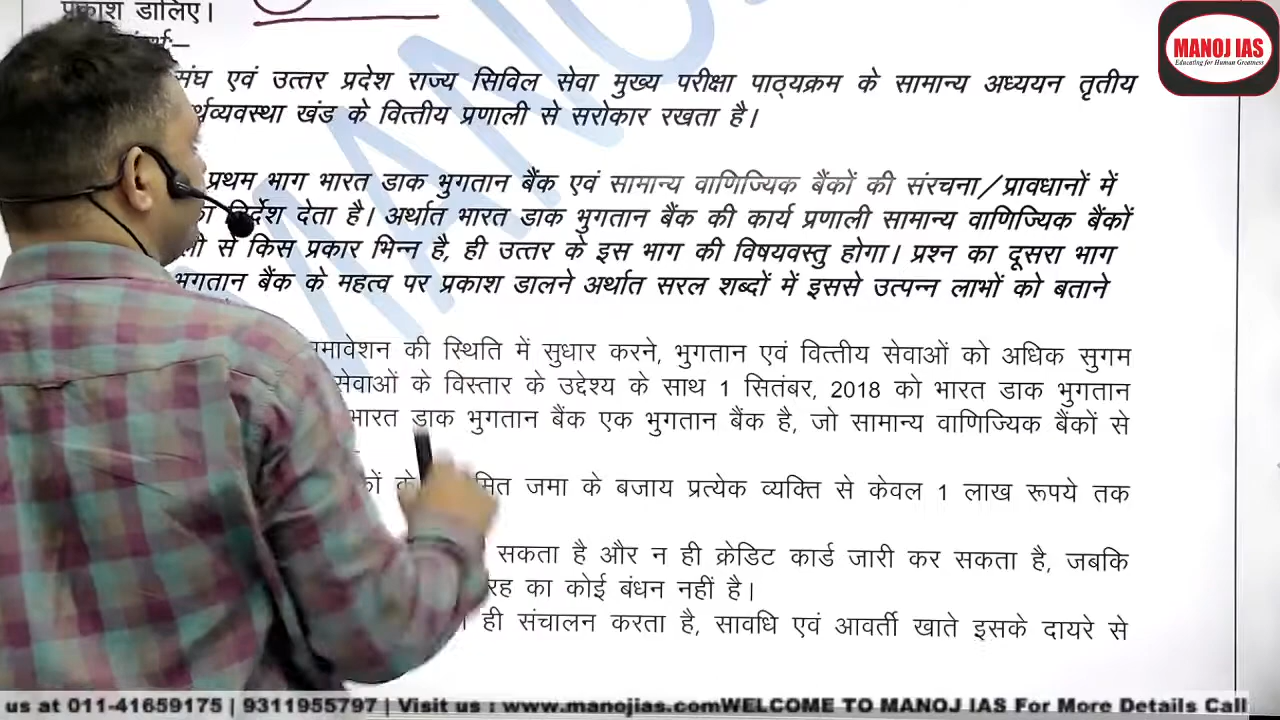 प्रकाश डालिए।
MANOJ IAS
Educating for Human Greatness
संघ एवं उत्तर प्रदेश राज्य सिविल सेवा मुख्य परीक्षा पाठ्यक्रम के सामान्य अध्ययन तृतीय
र्थव्यवस्था खंड के वित्तीय प्रणाली से सरोकार रखता है।
प्रथम भाग भारत डाक भुगतान बैंक एवं सामान्य वाणिज्यिक बैंकों की संरचना/प्रावधानों में
का निर्देश देता है। अर्थात भारत डाक भुगतान बैंक की कार्य प्रणाली सामान्य वाणिज्यिक बैंकों
से किस प्रकार भिन्न है, ही उत्तर के इस भाग की विषयवस्तु होगा। प्रश्न का दूसरा भाग
भुगतान बैंक के महत्व पर प्रकाश डालने अर्थात सरल शब्दों में इससे उत्पन्न लाभों को बताने
मावेशन की स्थिति में सुधार करने, भुगतान एवं वित्तीय सेवाओं को अधिक सुगम
सेवाओं के विस्तार के उद्देश्य के साथ 1 सितंबर, 2018 को भारत डाक भुगतान
भारत डाक भुगतान बैंक एक भुगतान बैंक है, जो सामान्य वाणिज्यिक बैंकों से
मित जमा के बजाय प्रत्येक व्यक्ति से केवल 1 लाख रूपये तक
सकता है और न ही क्रेडिट कार्ड जारी कर सकता है, जबकि
रह का कोई बंधन नहीं है।
ही संचालन करता है, सावधि एवं आवर्ती खाते इसके दायरे से
us at 011-41659175 | 9311955797 | Visit us : www.manojias.comWELCOME TO MANOJ IAS For More Details Call